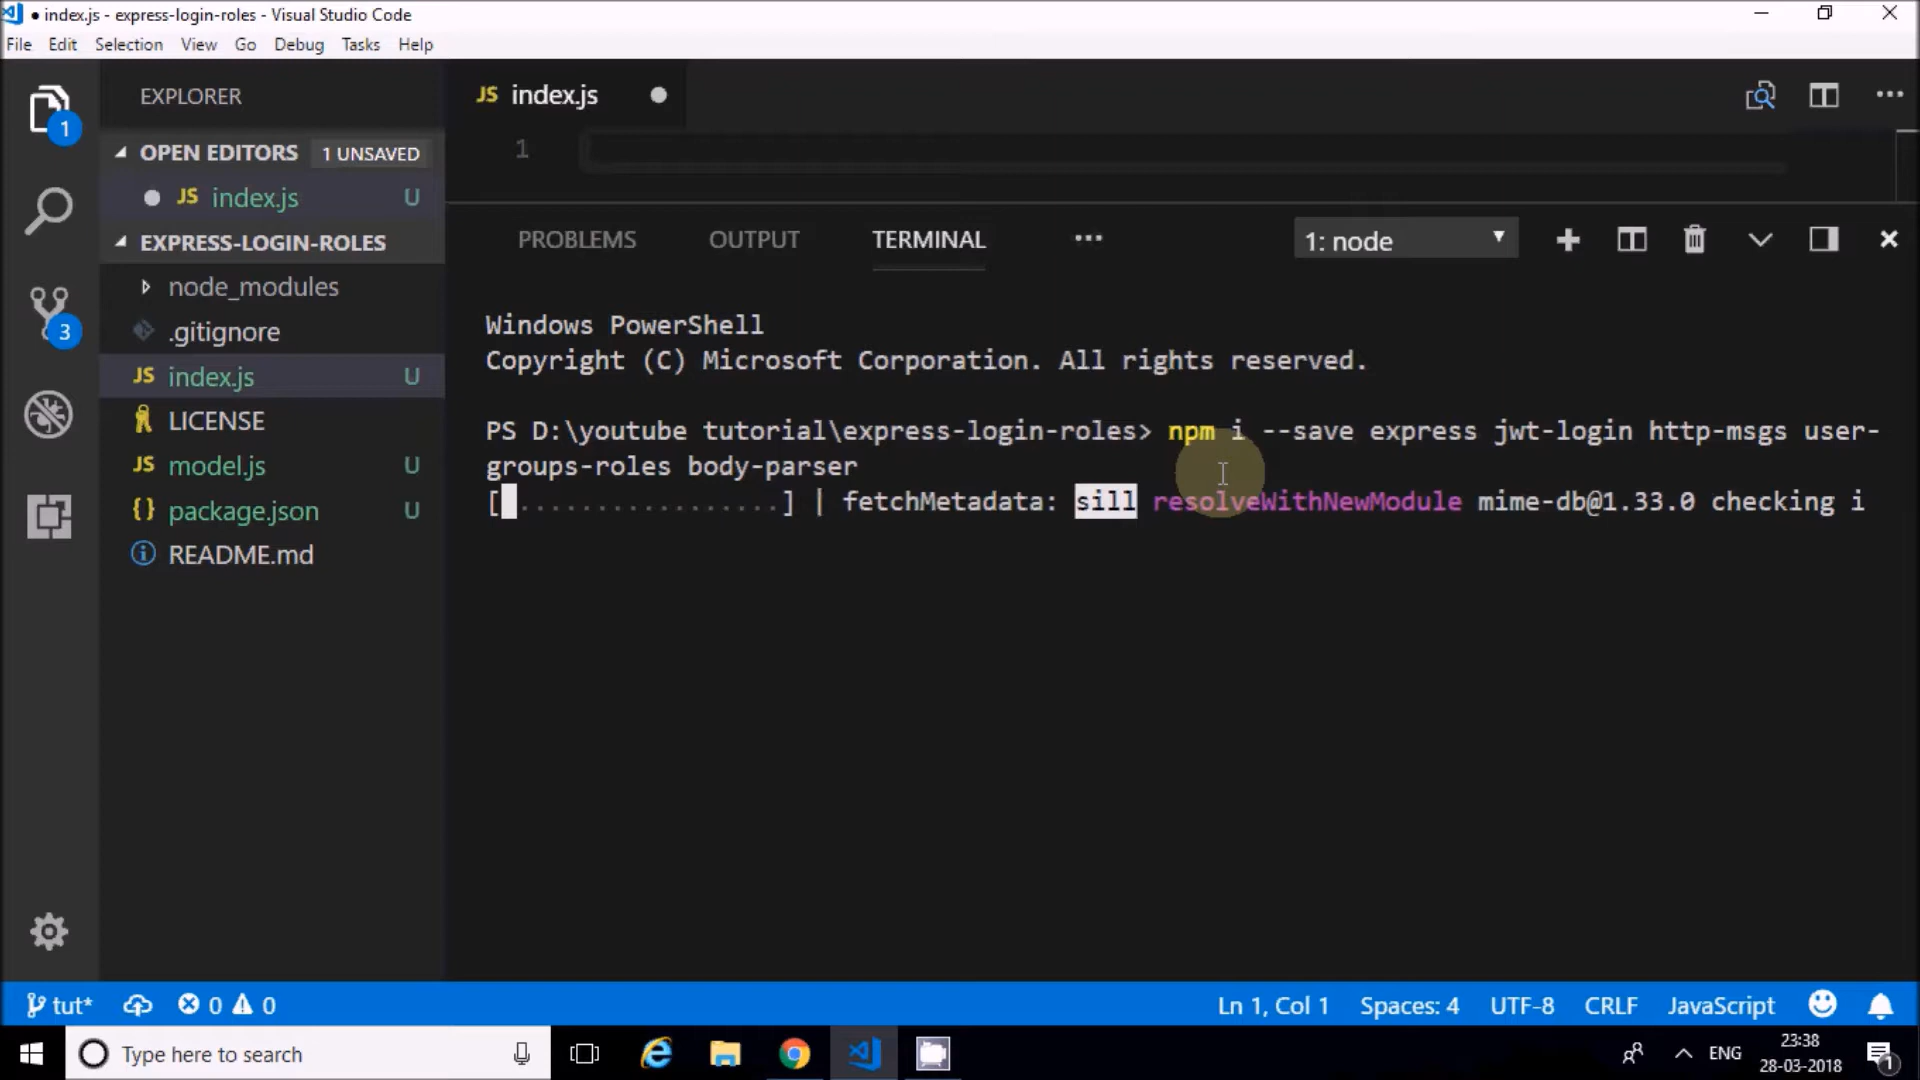 index.js - express-login-roles - Visual Studio Code
File Edit Selection View Go Debug Tasks Help
EXPLORER
JS index.js
1
OPEN EDITORS 1 UNSAVED
1
JS index.js U
EXPRESS-LOGIN-ROLES
PROBLEMS OUTPUT TERMINAL ••• 1: node
node_modules
.gitignore
3
JS index.js U
LICENSE
JS model.js U
{} package.json U
README.md
Windows PowerShell
Copyright (C) Microsoft Corporation. All rights reserved.
PS D:\youtube tutorial\express-login-roles> npm i --save express jwt-login http-msgs user-
groups-roles body-parser
[ .................] | fetchMetadata: sill resolveWithNewModule mime-db@1.33.0 checking i
tut* 0 0 Ln 1, Col 1 Spaces: 4 UTF-8 CRLF JavaScript
Type here to search
ENG
23:38
28-03-2018
1